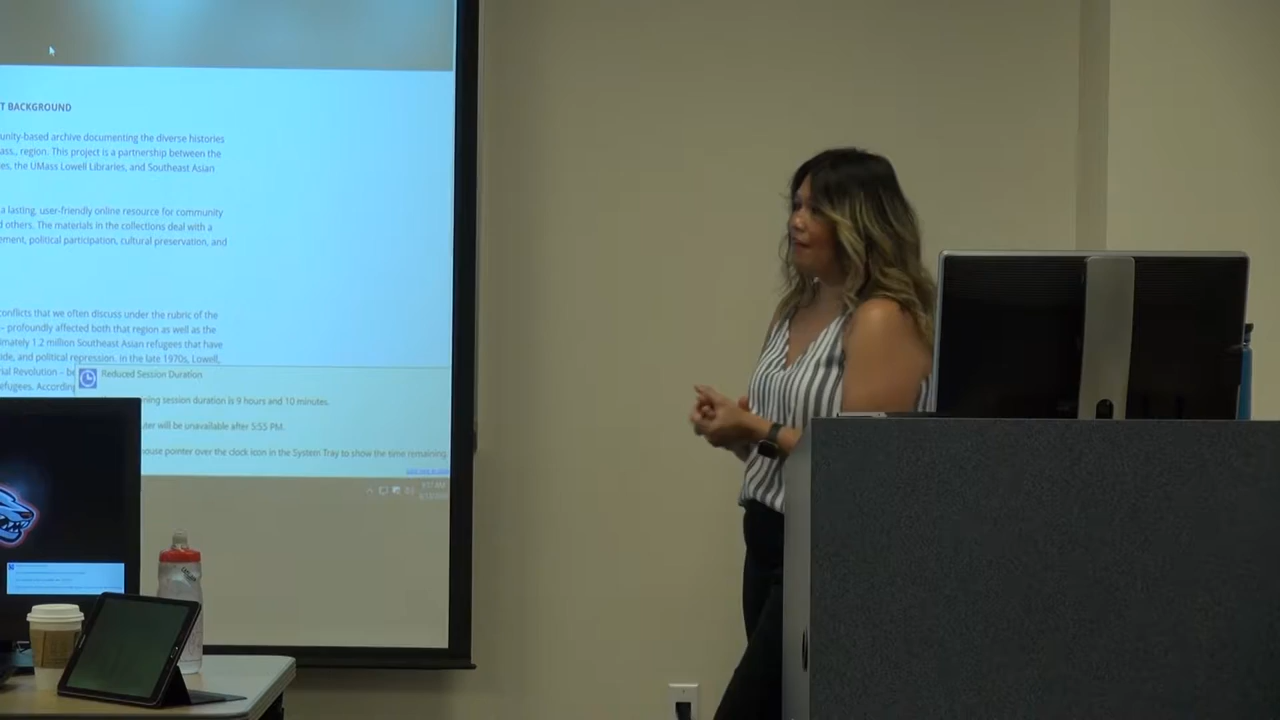 T BACKGROUND
unity-based archive documenting the diverse histories
ass., region. This project is a partnership between the
es, the UMass Lowell Libraries, and Southeast Asian
a lasting, user-friendly online resource for community
d others. The materials in the collections deal with a
ement, political participation, cultural preservation, and
conflicts that we often discuss under the rubric of the
– profoundly affected both that region as well as the
imately 1.2 million Southeast Asian refugees that have
ide, and political repression. In the late 1970s, Lowell,
rial Revolution – be
efugees. According
Reduced Session Duration
ning session duration is 9 hours and 10 minutes.
uter will be unavailable after 5:55 PM.
ouse pointer over the clock icon in the System Tray to show the time remaining.